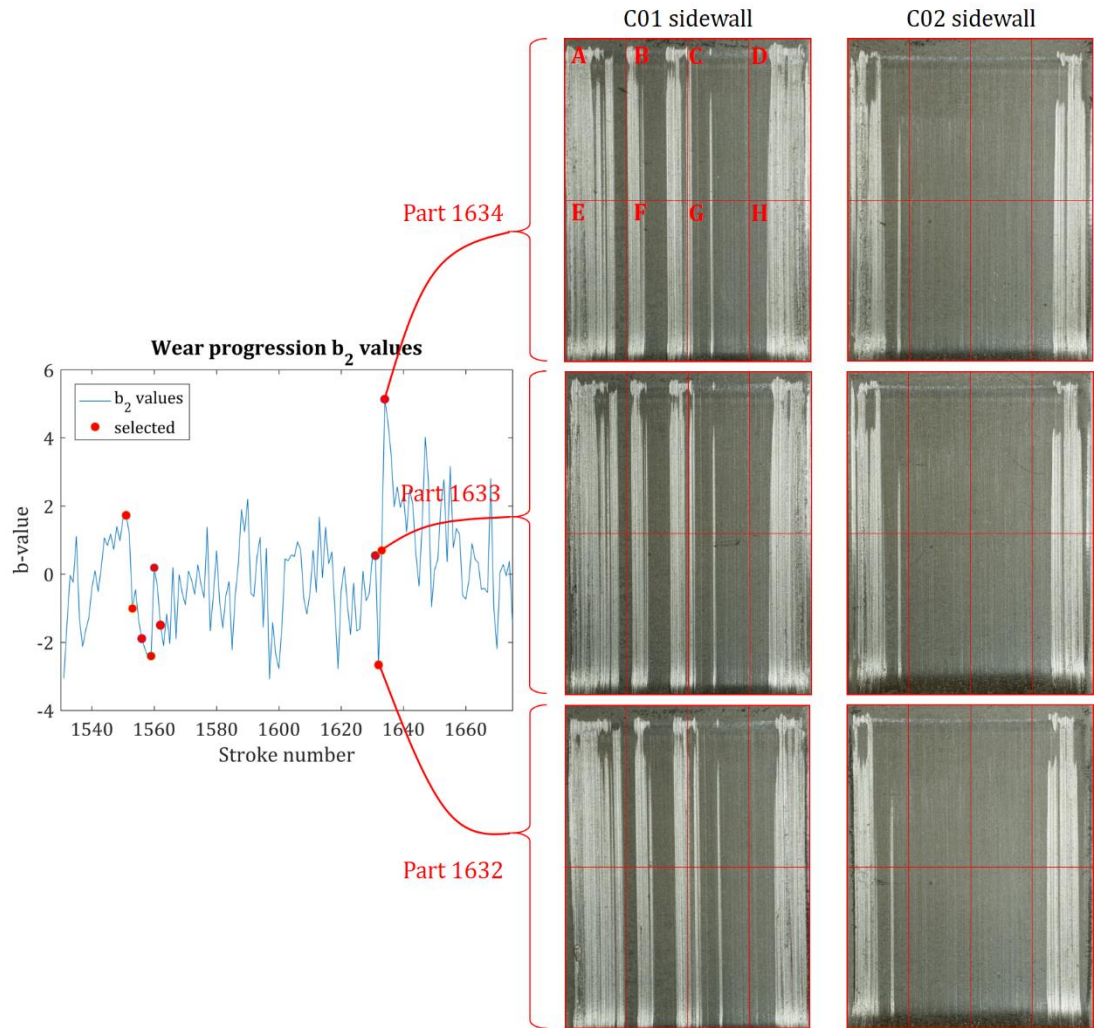 C01 sidewall
C02 sidewall
A B C D
E F G H
Part 1634
Wear progression b₂ values
6
4
2
0
-2
-4
b-value
b₂ values
selected
Part 1633
1540 1560 1580 1600 1620 1640 1660
Stroke number
Part 1632